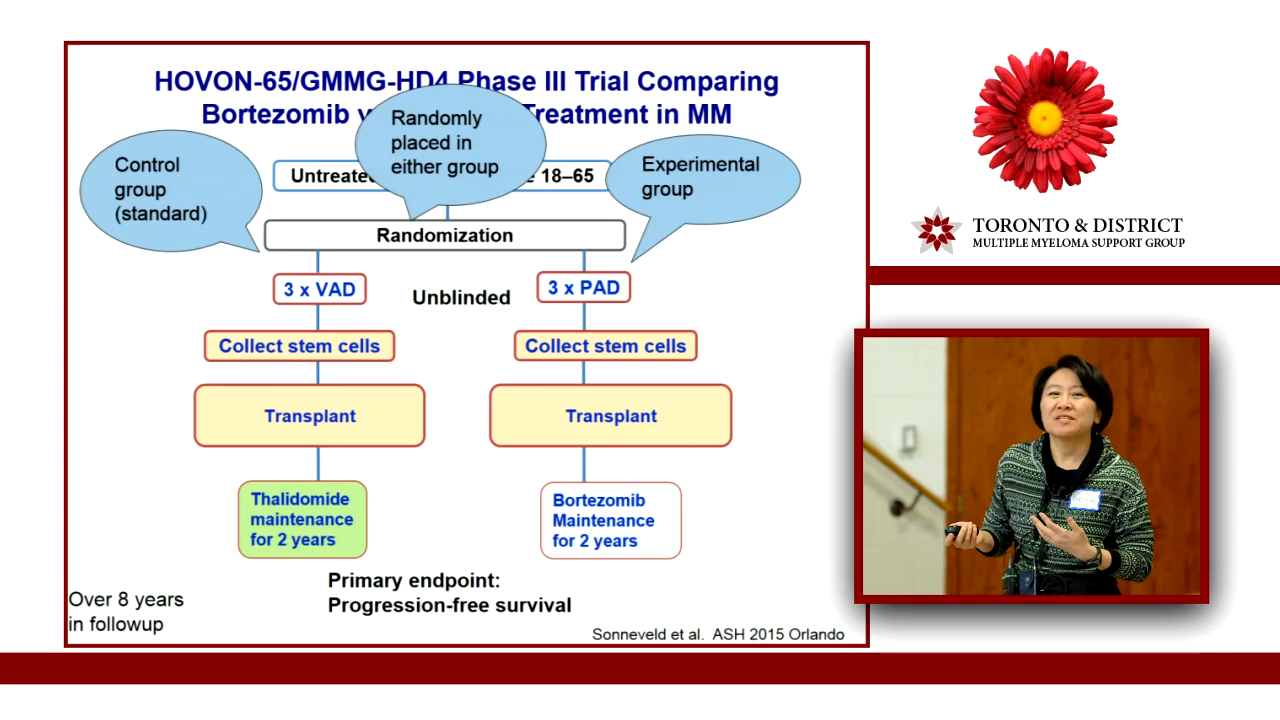 HOVON-65/GMMG-HD4 Phase III Trial Comparing
Bortezomib v Treatment in MM
Randomly
placed in
either group
Control
group
(standard)
Experimental
group
Untreate 18–65
Randomization
3 x VAD
Unblinded
3 x PAD
Collect stem cells
Collect stem cells
Transplant
Transplant
Thalidomide
maintenance
for 2 years
Bortezomib
Maintenance
for 2 years
Primary endpoint:
Progression-free survival
Over 8 years
in followup
Sonneveld et al. ASH 2015 Orlando
TORONTO & DISTRICT
MULTIPLE MYELOMA SUPPORT GROUP